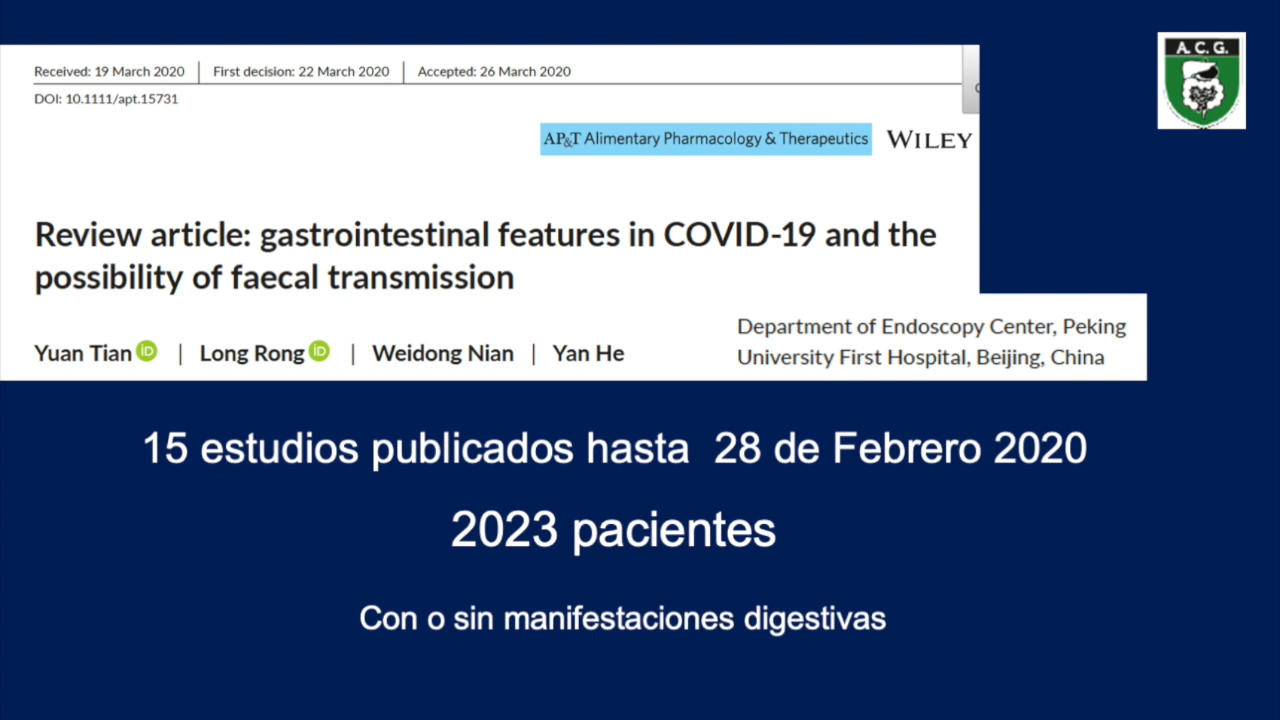 A.C.G.
Received: 19 March 2020 | First decision: 22 March 2020 | Accepted: 26 March 2020
DOI: 10.1111/apt.15731
AP&T Alimentary Pharmacology & Therapeutics WILEY
Review article: gastrointestinal features in COVID-19 and the
possibility of faecal transmission
Yuan Tian iD | Long Rong iD | Weidong Nian | Yan He
Department of Endoscopy Center, Peking
University First Hospital, Beijing, China
15 estudios publicados hasta 28 de Febrero 2020
2023 pacientes
Con o sin manifestaciones digestivas